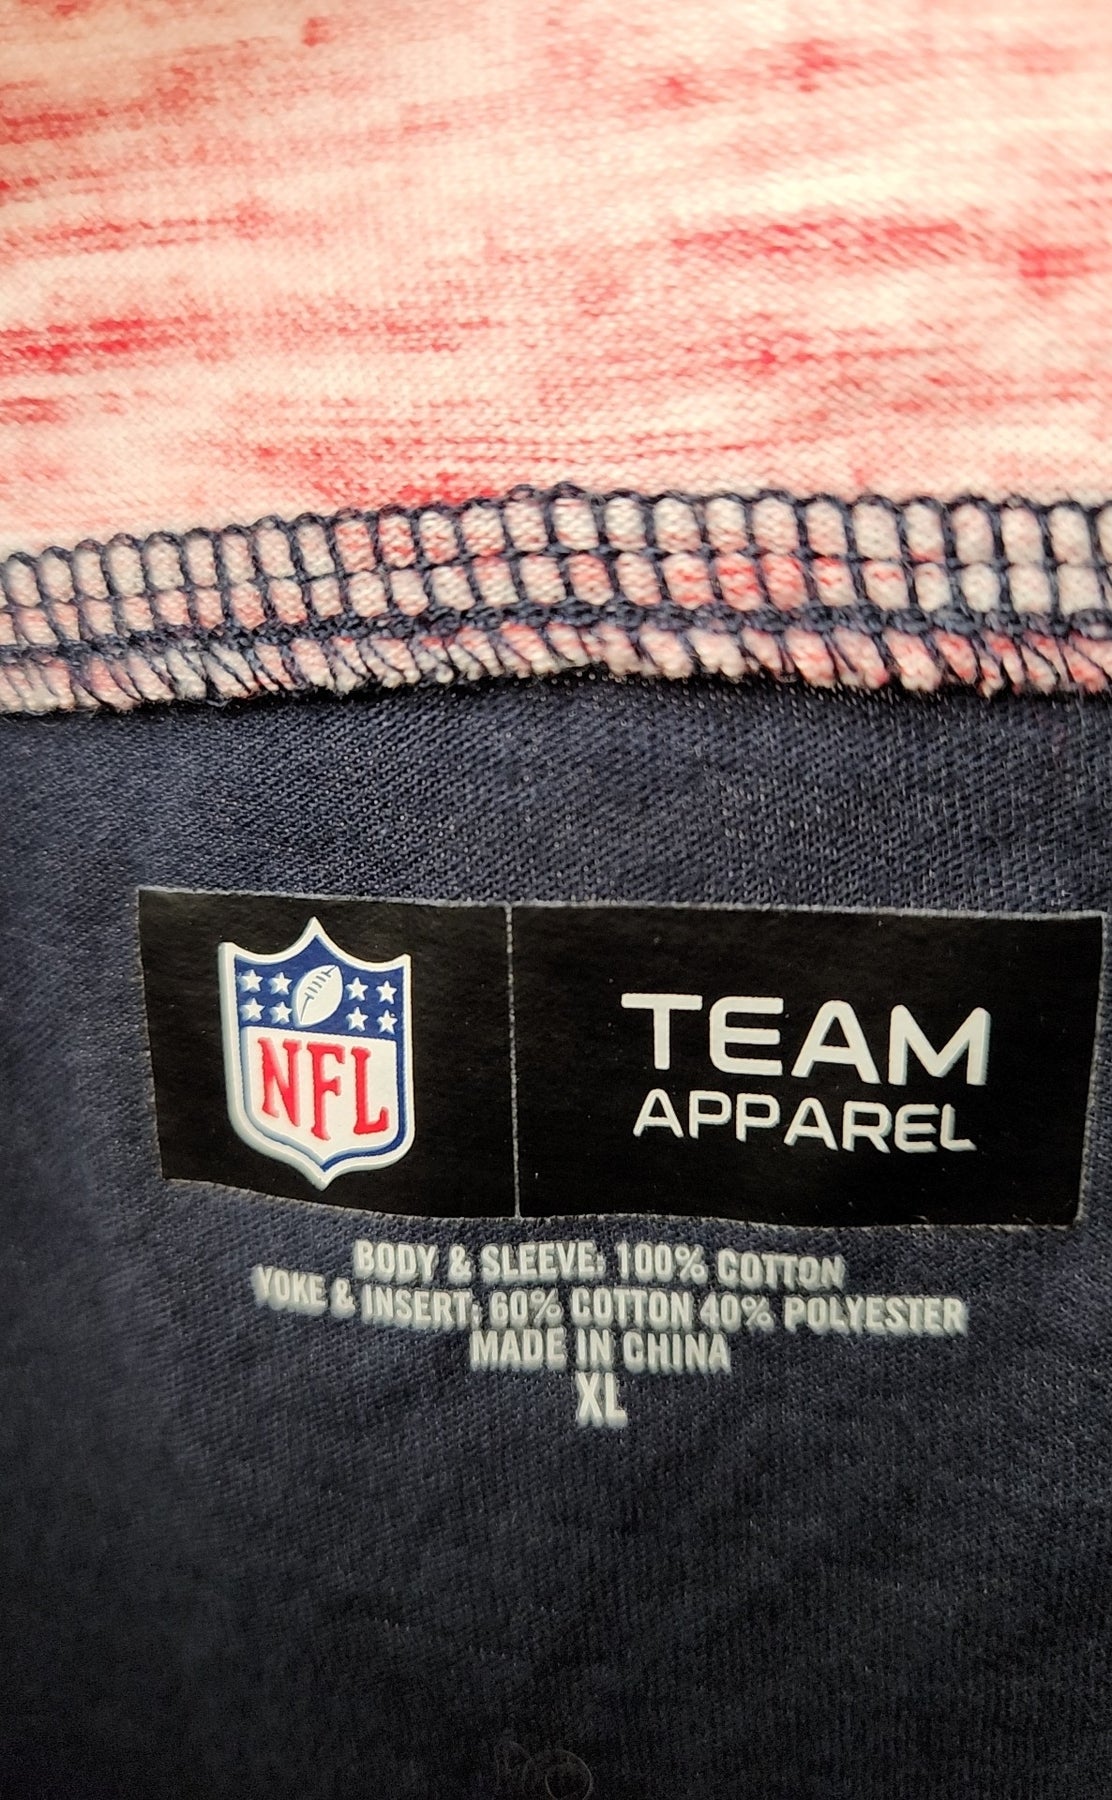 NFL
TEAM
APPAREL
BODY & SLEEVE: 100% COTTON
YOKE & INSERT: 60% COTTON 40% POLYESTER
MADE IN CHINA
XL